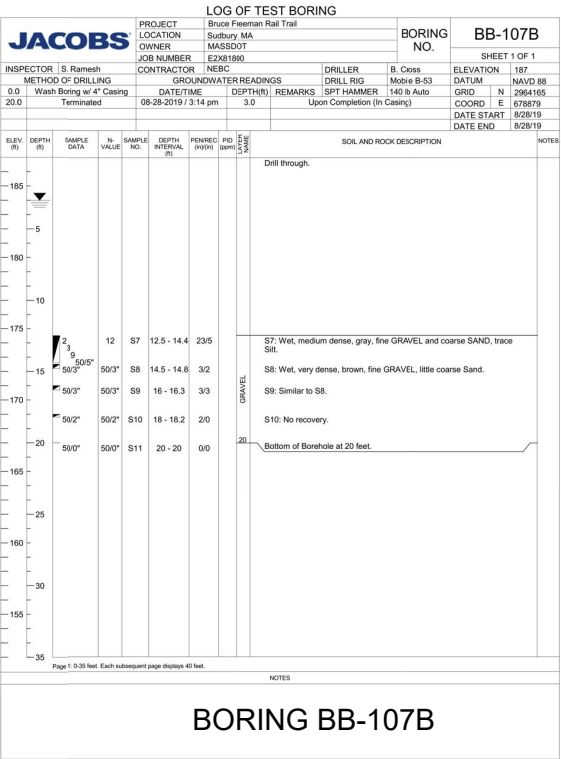 LOG OF TEST BORING
JACOBS
PROJECT Bruce Freeman Rail Trail
LOCATION Sudbury MA
OWNER MASSDOT
JOB NUMBER E2X81800
BORING NO.
BB-107B
SHEET 1 OF 1
INSPECTOR S. Ramesh CONTRACTOR NEBC DRILLER B. Cross ELEVATION 187
METHOD OF DRILLING GROUNDWATER READINGS DRILL RIG Mobile B-53 DATUM NAVD 88
0.0 Wash Boring w/ 4" Casing DATE/TIME DEPTH(ft) REMARKS SPT HAMMER 140 lb Auto GRID N 2964165
20.0 Terminated 08-28-2019 / 3:14 pm 3.0 Upon Completion (In Casing) COORD E 678879
DATE START 8/28/19
DATE END 8/28/19
ELEV. (ft) DEPTH (ft) SAMPLE DATA N-VALUE SAMPLE NO. DEPTH INTERVAL (ft) PEN/REC (in)/(in) PID (ppm) LAYER NAME SOIL AND ROCK DESCRIPTION NOTES
Drill through.
185
5
180
10
175
2 3 9 50/5" 12 S7 12.5 - 14.4 23/5 S7: Wet, medium dense, gray, fine GRAVEL and coarse SAND, trace
Silt.
15 50/3" 50/3" S8 14.5 - 14.8 3/2 S8: Wet, very dense, brown, fine GRAVEL, little coarse Sand.
GRAVEL
50/3" 50/3" S9 16 - 16.3 3/3 S9: Similar to S8.
170
50/2" 50/2" S10 18 - 18.2 2/0 S10: No recovery.
20
20 50/0" 50/0" S11 20 - 20 0/0 Bottom of Borehole at 20 feet.
165
25
160
30
155
35
Page 1: 0-35 feet. Each subsequent page displays 40 feet.
NOTES
BORING BB-107B